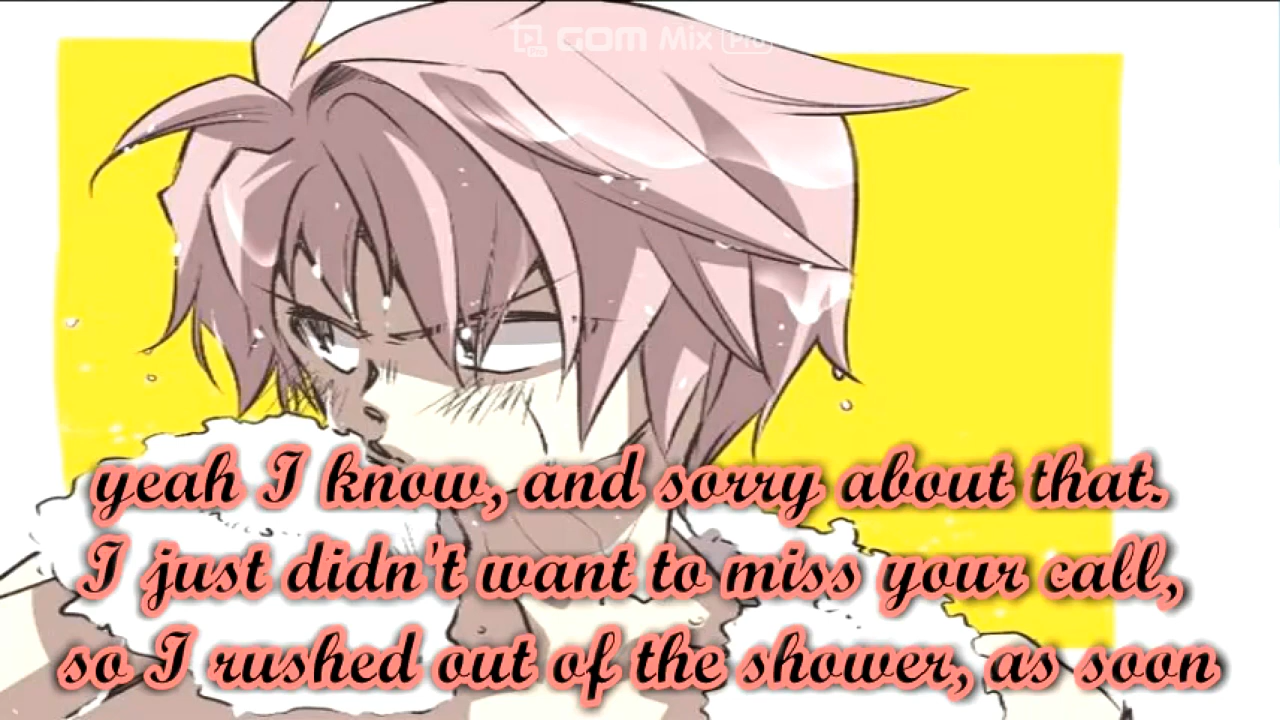 GOM Mix Pro
yeah I know, and sorry about that.
I just didn't want to miss your call,
so I rushed out of the shower, as soon